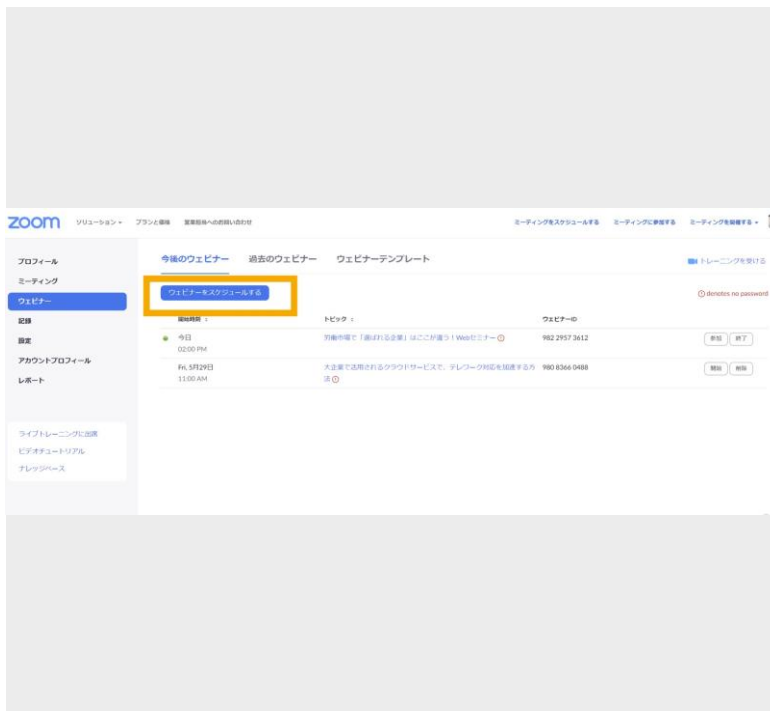 zoom ソリューション プランと価格 営業担当へのお問い合わせ ミーティングをスケジュールする ミーティングに参加する ミーティングを開催する
プロフィール
ミーティング
ウェビナー
記録
設定
アカウントプロフィール
レポート
ライブトレーニングに出席
ビデオチュートリアル
ナレッジベース
今後のウェビナー 過去のウェビナー ウェビナーテンプレート
トレーニングを受ける
ウェビナーをスケジュールする
denotes no password
開始時刻 : トピック : ウェビナーID
今日 労働市場で「選ばれる企業」はここが違う！Webセミナー 982 2957 3612 終了
02:00 PM
Fri, 5月29日 大企業で活用されるクラウドサービスで、テレワーク対応を加速する方 980 8366 0488 開始 削除
11:00 AM 法